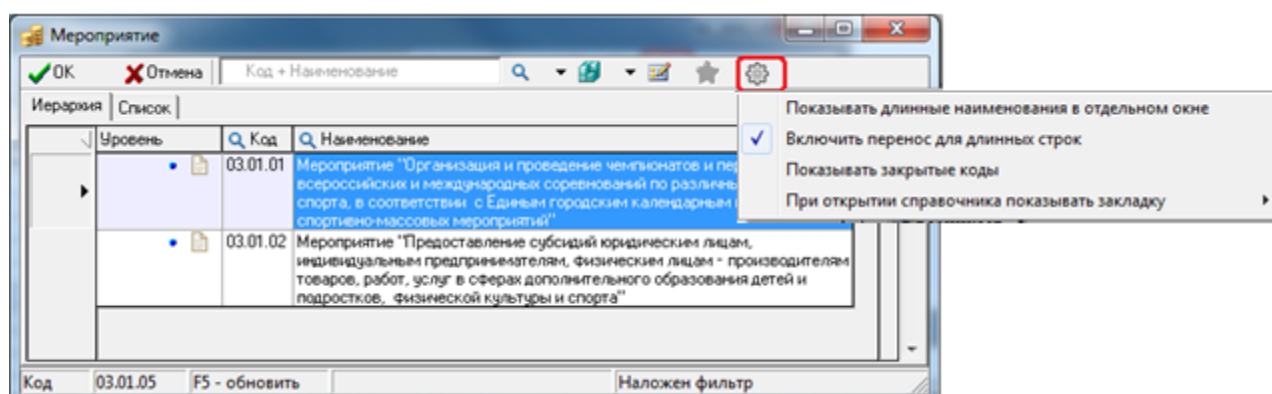 Мероприятие
OK Отмена Код + Наименование
Иерархия Список
Показывать длинные наименования в отдельном окне
Включить перенос для длинных строк
Показывать закрытые коды
При открытии справочника показывать закладку
Уровень Код Наименование
03.01.01 Мероприятие "Организация и проведение чемпионатов и
всероссийских и международных соревнований по
спорта, в соответствии с Единым городским календарным
спортивно-массовых мероприятий"
03.01.02 Мероприятие "Предоставление субсидий юридическим лицам,
индивидуальным предпринимателям, физическим лицам - производителям
товаров, работ, услуг в сферах дополнительного образования детей и
подростков, физической культуры и спорта"
Код 03.01.05 F5 - обновить Наложен фильтр